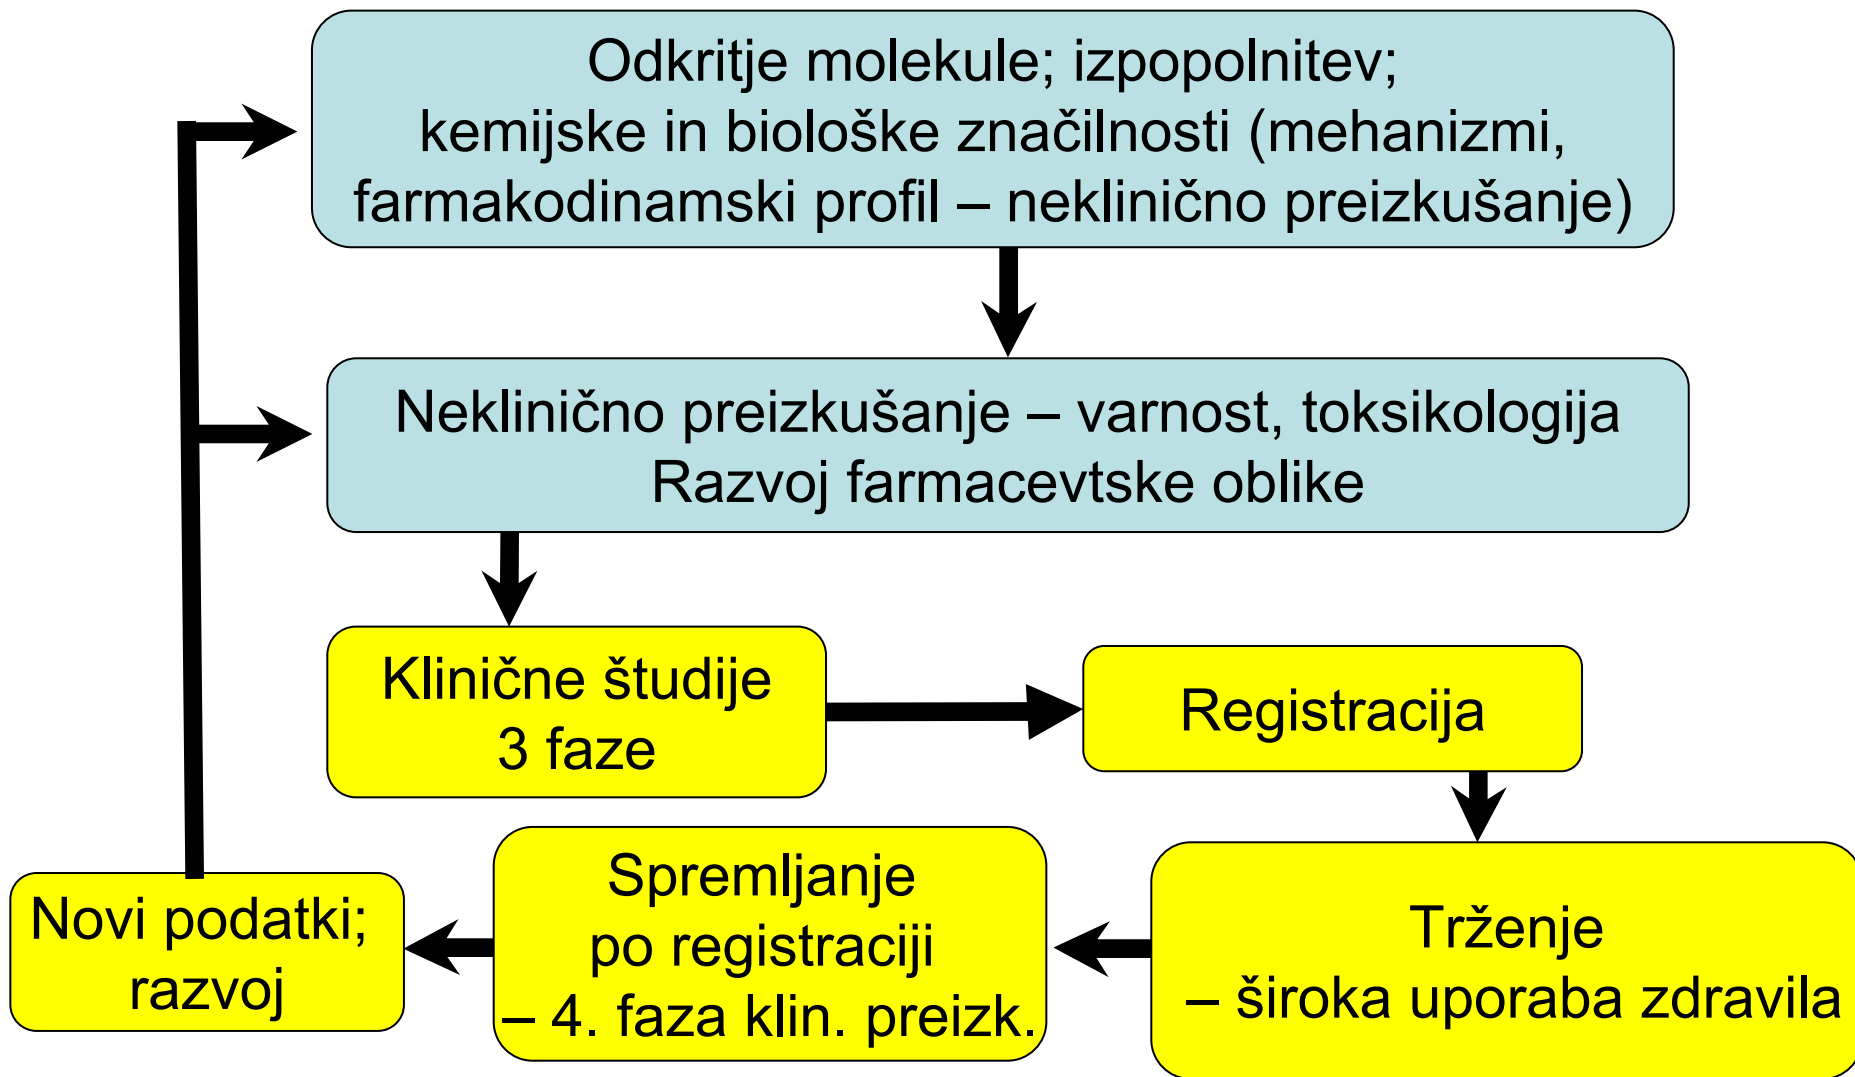 Odkritje molekule; izpopolnitev;
kemijske in biološke značilnosti (mehanizmi,
farmakodinamski profil – neklinično preizkušanje)
Neklinično preizkušanje – varnost, toksikologija
Razvoj farmacevtske oblike
Klinične študije
3 faze
Registracija
Trženje
– široka uporaba zdravila
Spremljanje
po registraciji
– 4. faza klin. preizk.
Novi podatki;
razvoj